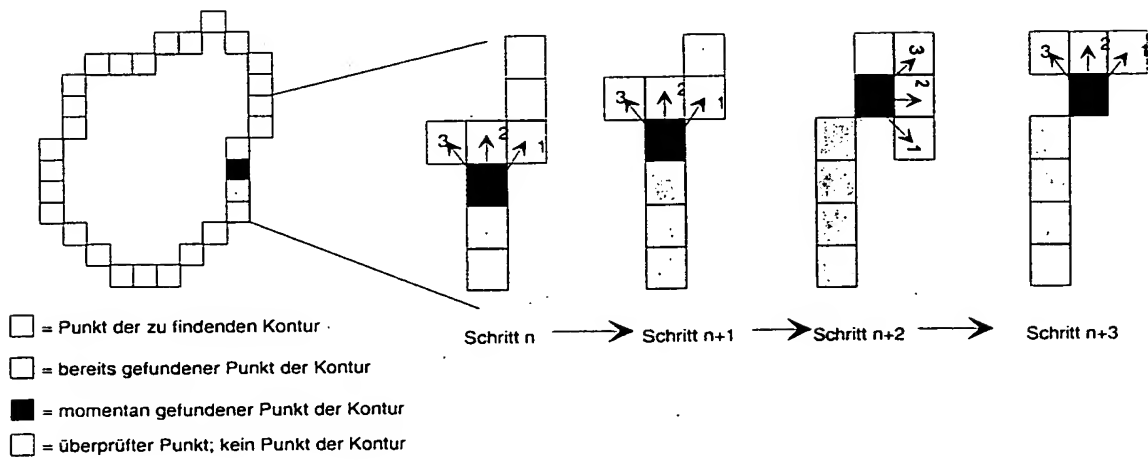 3 2 1
3 2 1
3
2
1
3 2 1
Schritt n
Schritt n+1
Schritt n+2
Schritt n+3
= Punkt der zu findenden Kontur
= bereits gefundener Punkt der Kontur
= momentan gefundener Punkt der Kontur
= überprüfter Punkt; kein Punkt der Kontur